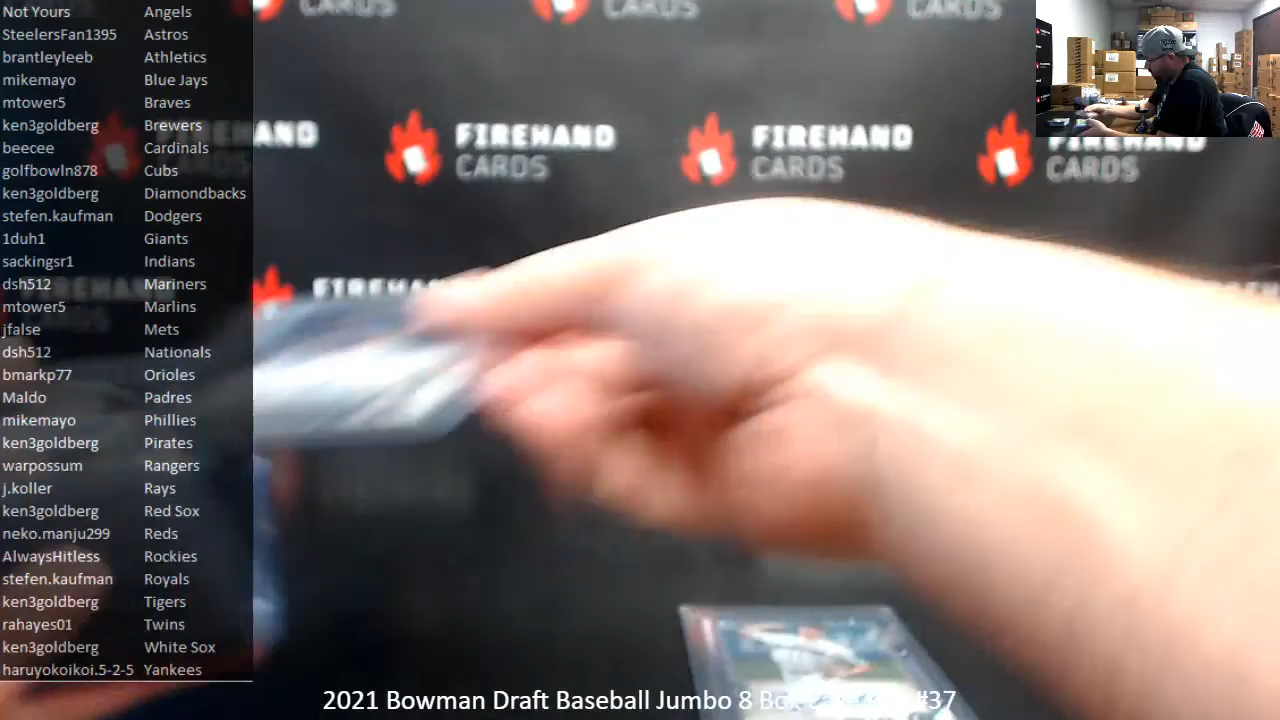 Not Yours Angels
SteelersFan1395 Astros
brantleyleeb Athletics
mikemayo Blue Jays
mtower5 Braves
ken3goldberg Brewers
beecee Cardinals
golfbowln878 Cubs
ken3goldberg Diamondbacks
stefen.kaufman Dodgers
1duh1 Giants
sackingsr1 Indians
dsh512 Mariners
mtower5 Marlins
jfalse Mets
dsh512 Nationals
bmarkp77 Orioles
Maldo Padres
mikemayo Phillies
ken3goldberg Pirates
warpossum Rangers
j.koller Rays
ken3goldberg Red Sox
neko.manju299 Reds
AlwaysHitless Rockies
stefen.kaufman Royals
ken3goldberg Tigers
rahayes01 Twins
ken3goldberg White Sox
haruyokoikoi.5-2-5 Yankees
CARDS
CARDS
CARDS
FIREHAND
CARDS
FIREHAND
CARDS
FIREHAND
CARDS
2021 Bowman Draft Baseball Jumbo 8 #37